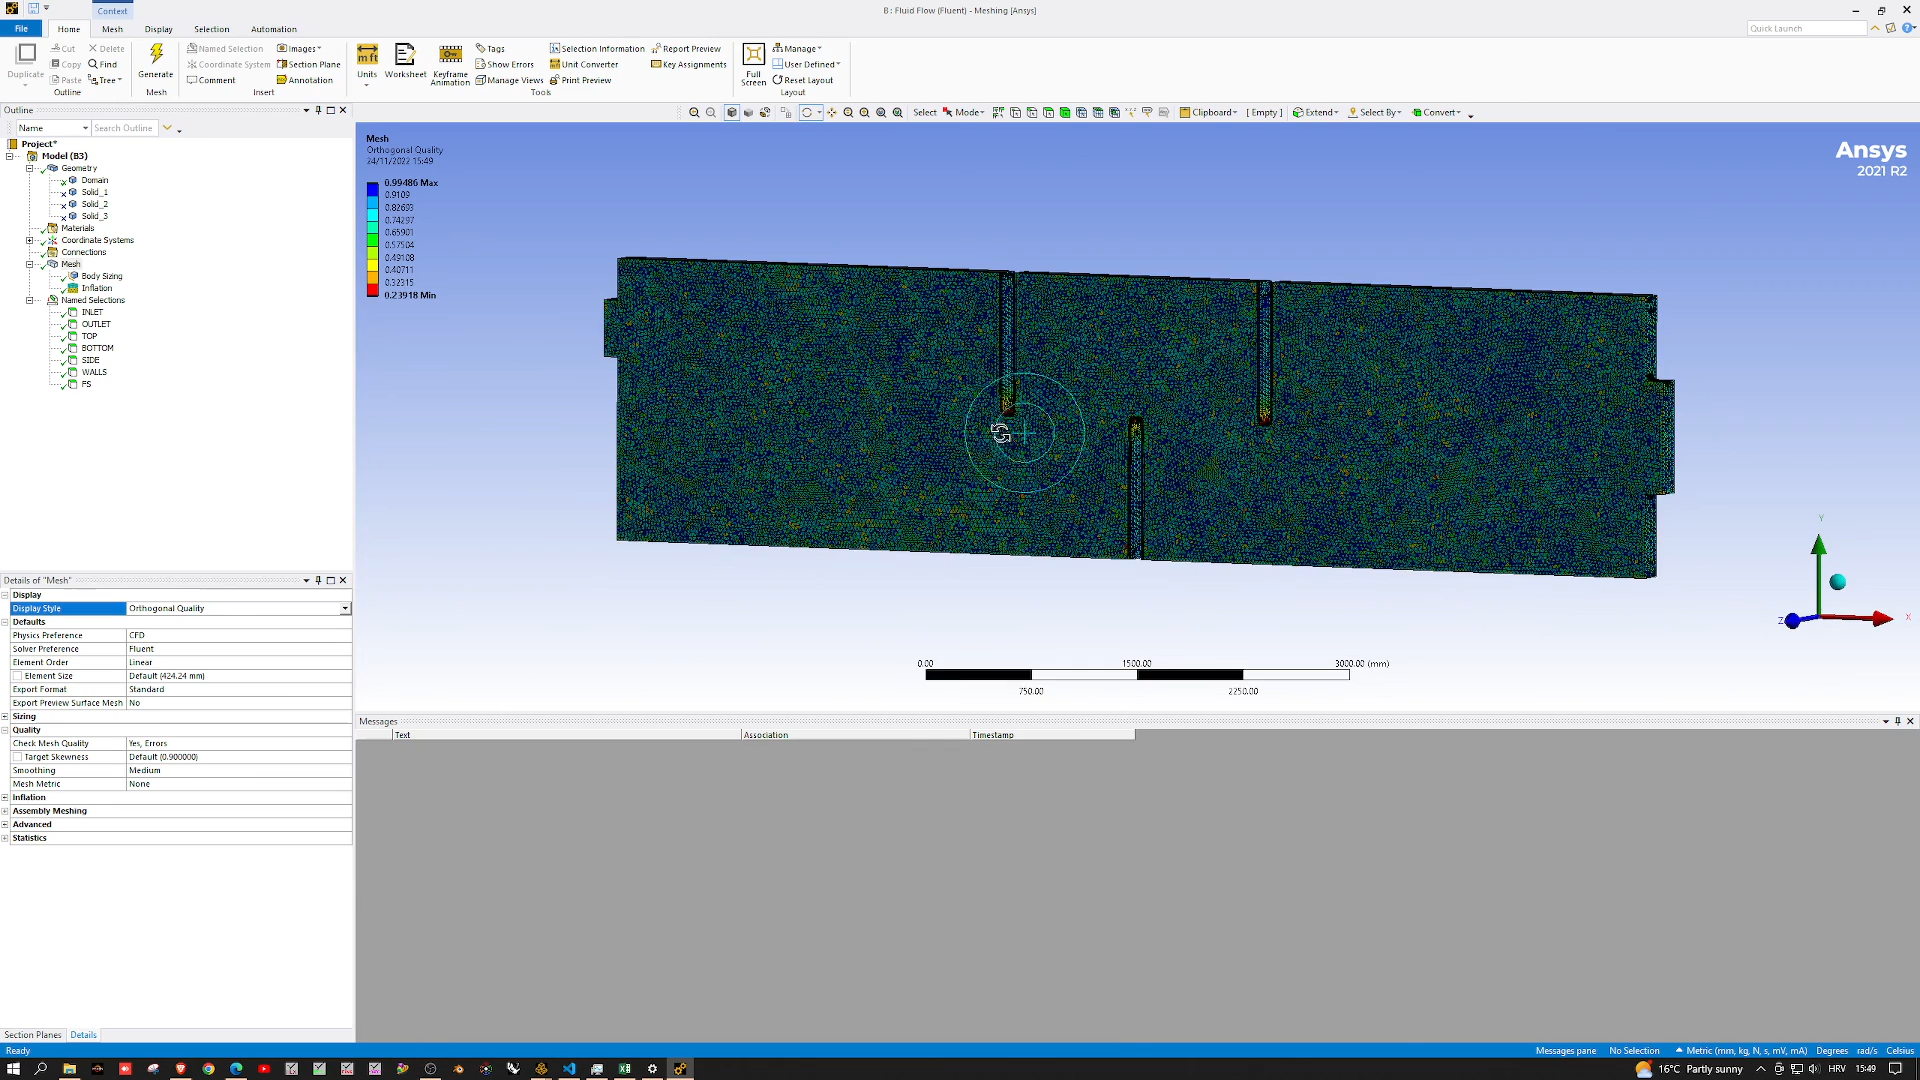 Context
B : Fluid Flow (Fluent) - Meshing [Ansys]
File Home Mesh Display Selection Automation
Quick Launch
Duplicate
Cut Delete
Copy Find
Paste Tree
Outline
Generate
Mesh
Named Selection Images
Coordinate System Section Plane
Comment Annotation
Insert
Units
Worksheet
Keyframe
Animation
Tags Selection Information Report Preview
Show Errors Unit Converter Key Assignments
Manage Views Print Preview
Tools
Full
Screen
Manage
User Defined
Reset Layout
Layout
Outline
Name Search Outline
Select Mode Clipboard [ Empty ] Extend Select By Convert
Project*
Model (B3)
Geometry
Domain
Solid_1
Solid_2
Solid_3
Materials
Coordinate Systems
Connections
Mesh
Body Sizing
Inflation
Named Selections
INLET
OUTLET
TOP
BOTTOM
SIDE
WALLS
FS
Mesh
Orthogonal Quality
24/11/2022 15:49
0.99486 Max
0.9109
0.82693
0.74297
0.65901
0.57504
0.49108
0.40711
0.32315
0.23918 Min
Ansys
2021 R2
Y
X
Z
0.00 1500.00 3000.00 (mm)
750.00 2250.00
Details of "Mesh"
Display
Display Style Orthogonal Quality
Defaults
Physics Preference CFD
Solver Preference Fluent
Element Order Linear
Element Size Default (424.24 mm)
Export Format Standard
Export Preview Surface Mesh No
Sizing
Quality
Check Mesh Quality Yes, Errors
Target Skewness Default (0.900000)
Smoothing Medium
Mesh Metric None
Inflation
Assembly Meshing
Advanced
Statistics
Messages
Text Association Timestamp
Section Planes Details
Ready
Messages pane No Selection Metric (mm, kg, N, s, mV, mA) Degrees rad/s Celsius
16°C Partly sunny HRV 15:49